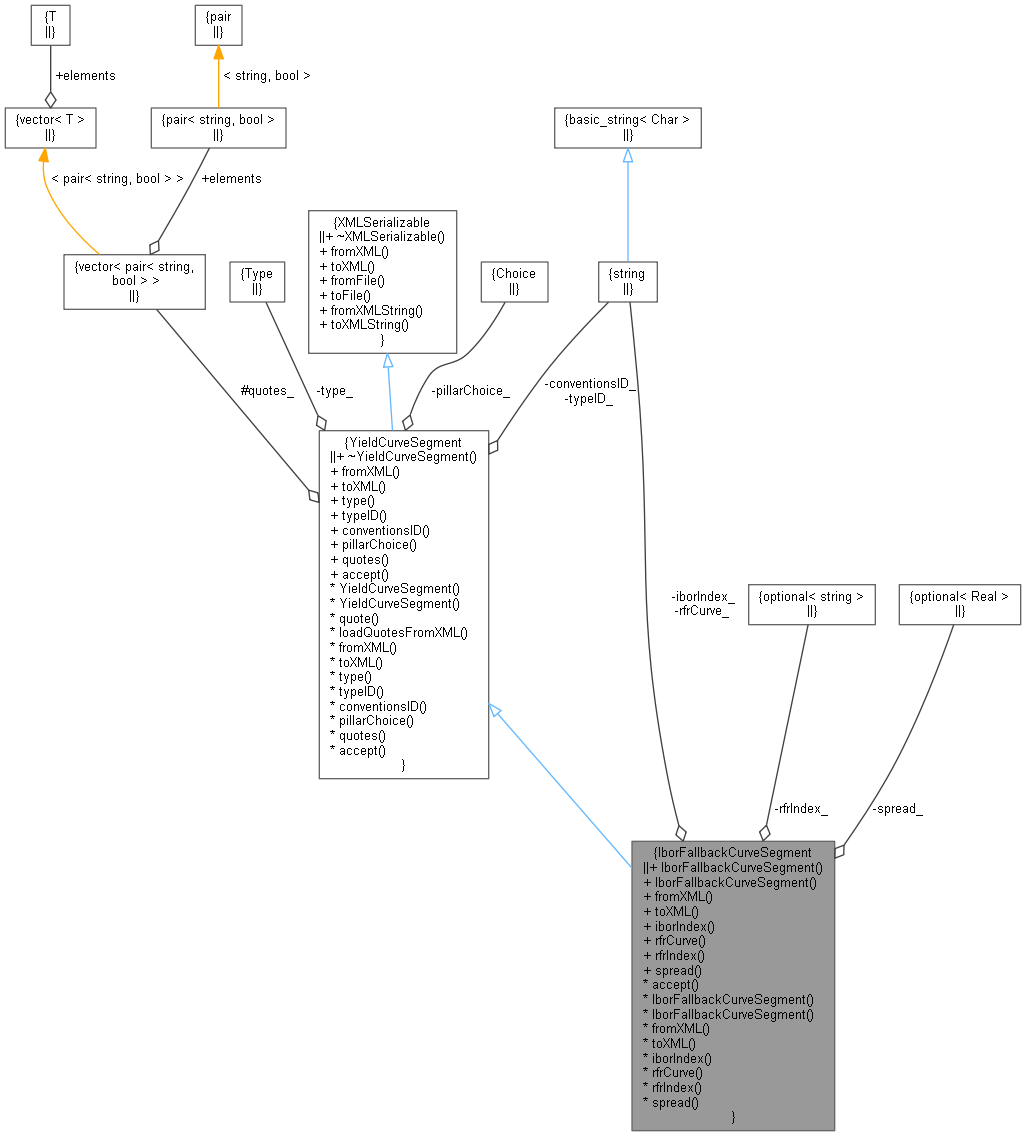 {T
||}
{pair
||}
+elements
< string, bool >
{vector< T >
||}
{pair< string, bool >
||}
{basic_string< Char >
||}
< pair< string, bool > >
+elements
{XMLSerializable
||+ ~XMLSerializable()
+ fromXML()
+ toXML()
+ fromFile()
+ toFile()
+ fromXMLString()
+ toXMLString()
}
{vector< pair< string,
bool > >
||}
{Type
||}
{Choice
||}
{string
||}
#quotes_
-type_
-pillarChoice_
-conventionsID_
-typeID_
{YieldCurveSegment
||+ ~YieldCurveSegment()
+ fromXML()
+ toXML()
+ type()
+ typeID()
+ conventionsID()
+ pillarChoice()
+ quotes()
+ accept()
* YieldCurveSegment()
* YieldCurveSegment()
* quote()
* loadQuotesFromXML()
* fromXML()
* toXML()
* type()
* typeID()
* conventionsID()
* pillarChoice()
* quotes()
* accept()
}
-iborIndex_
-rfrCurve_
{optional< string >
||}
{optional< Real >
||}
-rfrIndex_
-spread_
{IborFallbackCurveSegment
||+ IborFallbackCurveSegment()
+ IborFallbackCurveSegment()
+ fromXML()
+ toXML()
+ iborIndex()
+ rfrCurve()
+ rfrIndex()
+ spread()
* accept()
* IborFallbackCurveSegment()
* IborFallbackCurveSegment()
* fromXML()
* toXML()
* iborIndex()
* rfrCurve()
* rfrIndex()
* spread()
}